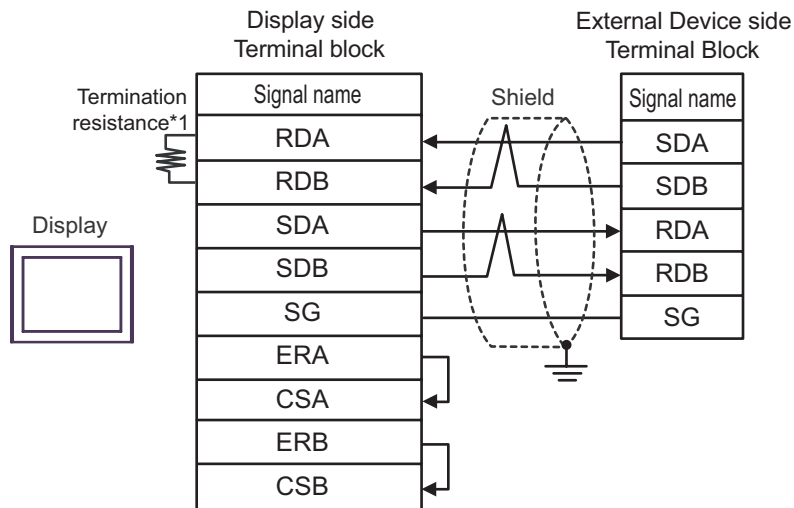 Display side
Terminal block
External Device side
Terminal Block
Termination
resistance*1
Signal name
Shield
Signal name
RDA
SDA
RDB
SDB
Display
SDA
RDA
SDB
RDB
SG
SG
ERA
CSA
ERB
CSB